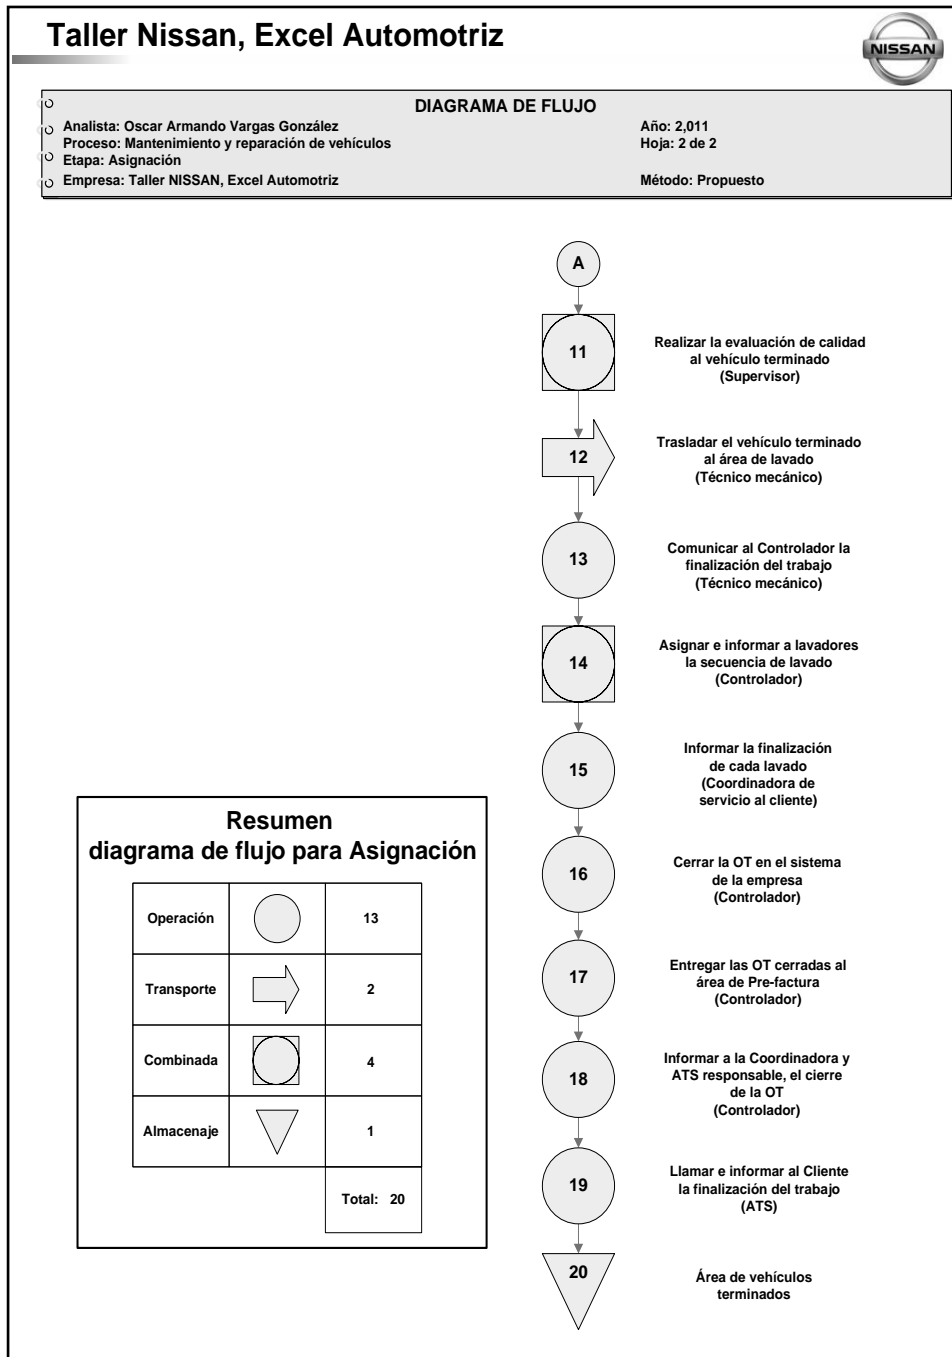 Taller Nissan, Excel Automotriz
NISSAN
DIAGRAMA DE FLUJO
Analista: Oscar Armando Vargas González
Año: 2,011
Proceso: Mantenimiento y reparación de vehículos
Hoja: 2 de 2
Etapa: Asignación
Empresa: Taller NISSAN, Excel Automotriz
Método: Propuesto
A
11
Realizar la evaluación de calidad
al vehículo terminado
(Supervisor)
12
Trasladar el vehículo terminado
al área de lavado
(Técnico mecánico)
13
Comunicar al Controlador la
finalización del trabajo
(Técnico mecánico)
14
Asignar e informar a lavadores
la secuencia de lavado
(Controlador)
15
Informar la finalización
de cada lavado
(Coordinadora de
servicio al cliente)
16
Cerrar la OT en el sistema
de la empresa
(Controlador)
17
Entregar las OT cerradas al
área de Pre-factura
(Controlador)
18
Informar a la Coordinadora y
ATS responsable, el cierre
de la OT
(Controlador)
19
Llamar e informar al Cliente
la finalización del trabajo
(ATS)
20
Área de vehículos
terminados
Resumen
diagrama de flujo para Asignación
Operación
13
Transporte
2
Combinada
4
Almacenaje
1
Total: 20